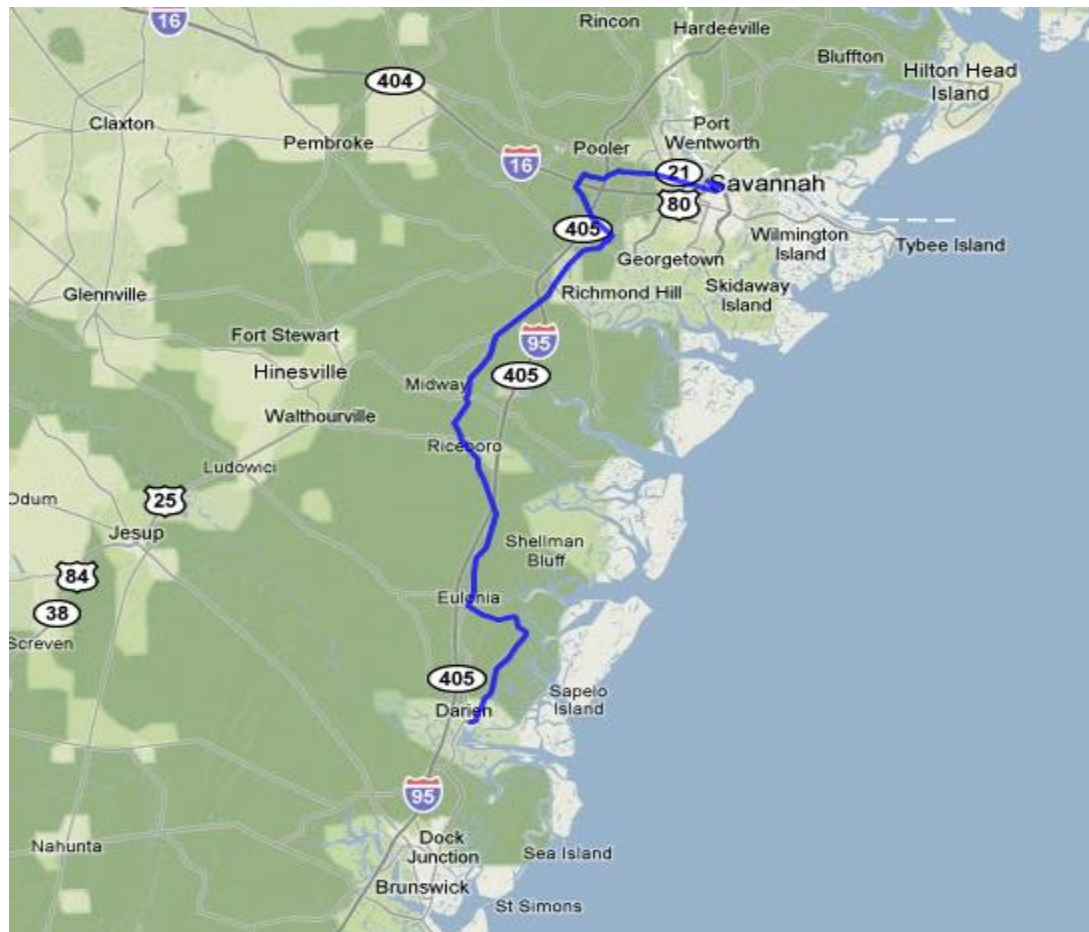 16
Rincon
Hardeeville
Bluffton
Hilton Head
Island
404
Claxton
Pembroke
Port
Wentworth
Pooler
16
21
Savannah
80
405
Wilmington
Island
Tybee Island
Georgetown
Skidaway
Island
Richmond Hill
Glennville
Fort Stewart
95
Hinesville
Midway
405
Walthourville
Riceboro
Ludowici
Odum
25
Jesup
Shellman
Bluff
84
Eulonia
38
Screven
405
Sapelo
Island
Darien
95
Dock
Junction
Nahunta
Sea Island
Brunswick
St Simons